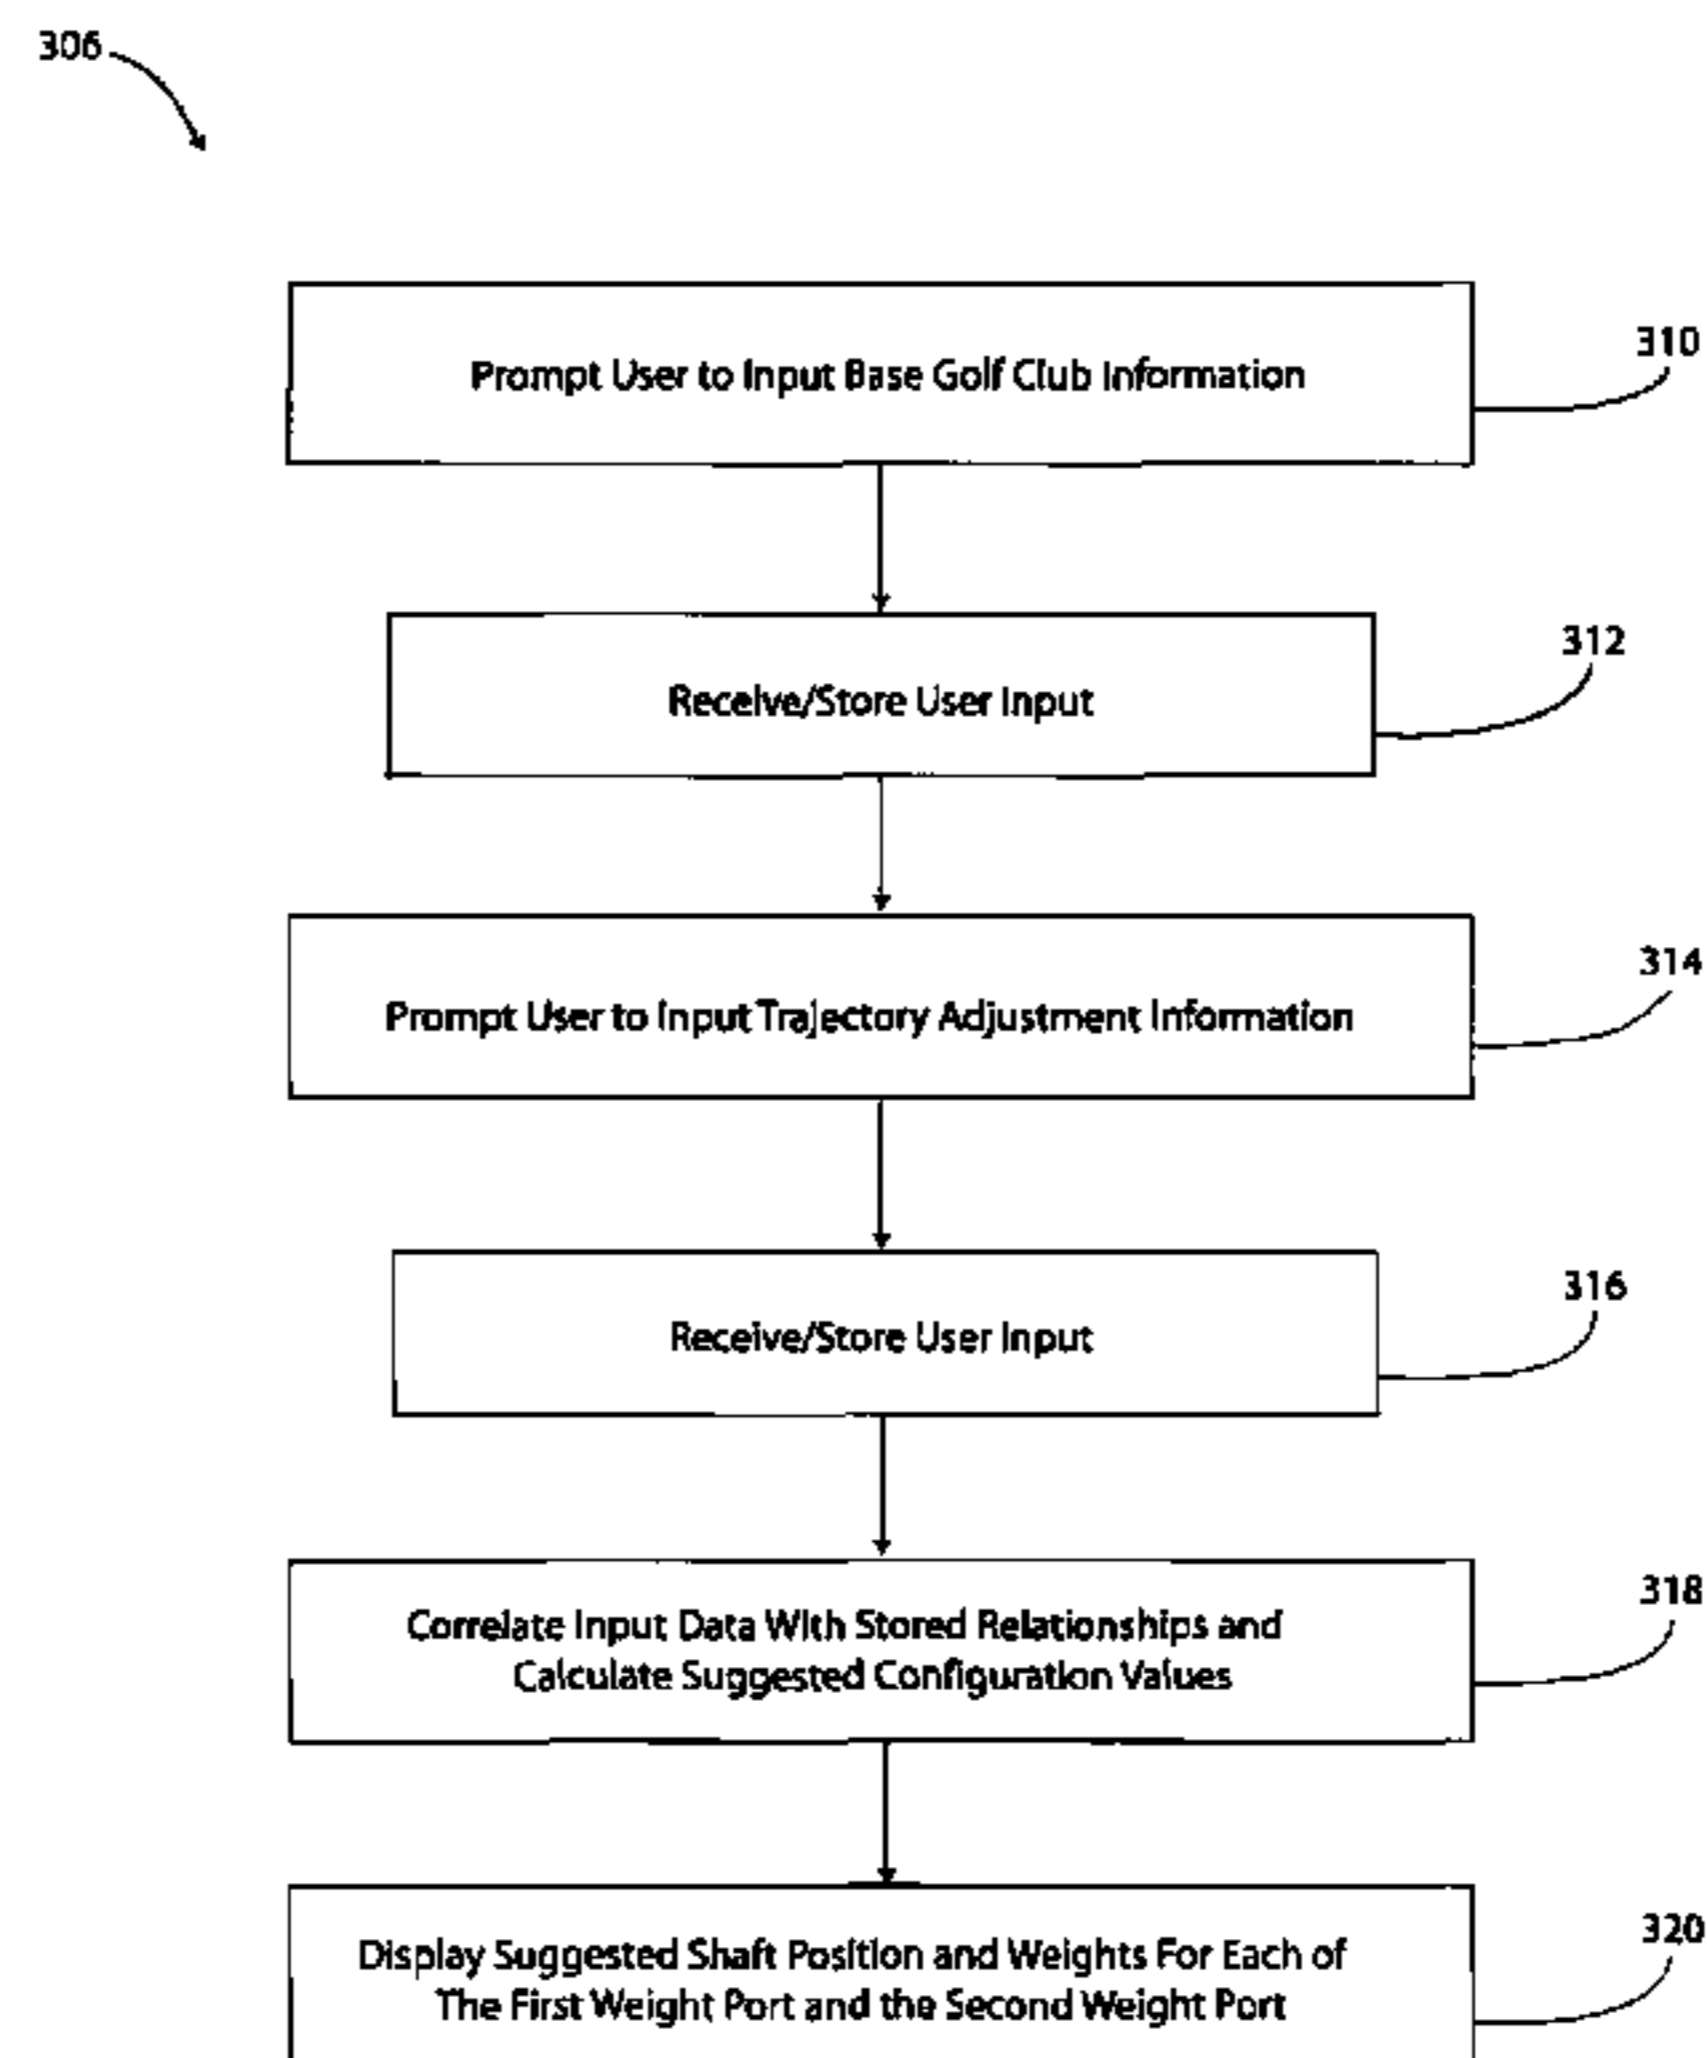 306
Prompt User to Input Base Golf Club Information
310
Receive/Store User Input
312
Prompt User to Input Trajectory Adjustment Information
314
Receive/Store User Input
316
Correlate Input Data With Stored Relationships and
Calculate Suggested Configuration Values
318
Display Suggested Shaft Position and Weights For Each of
The First Weight Port and the Second Weight Port
320